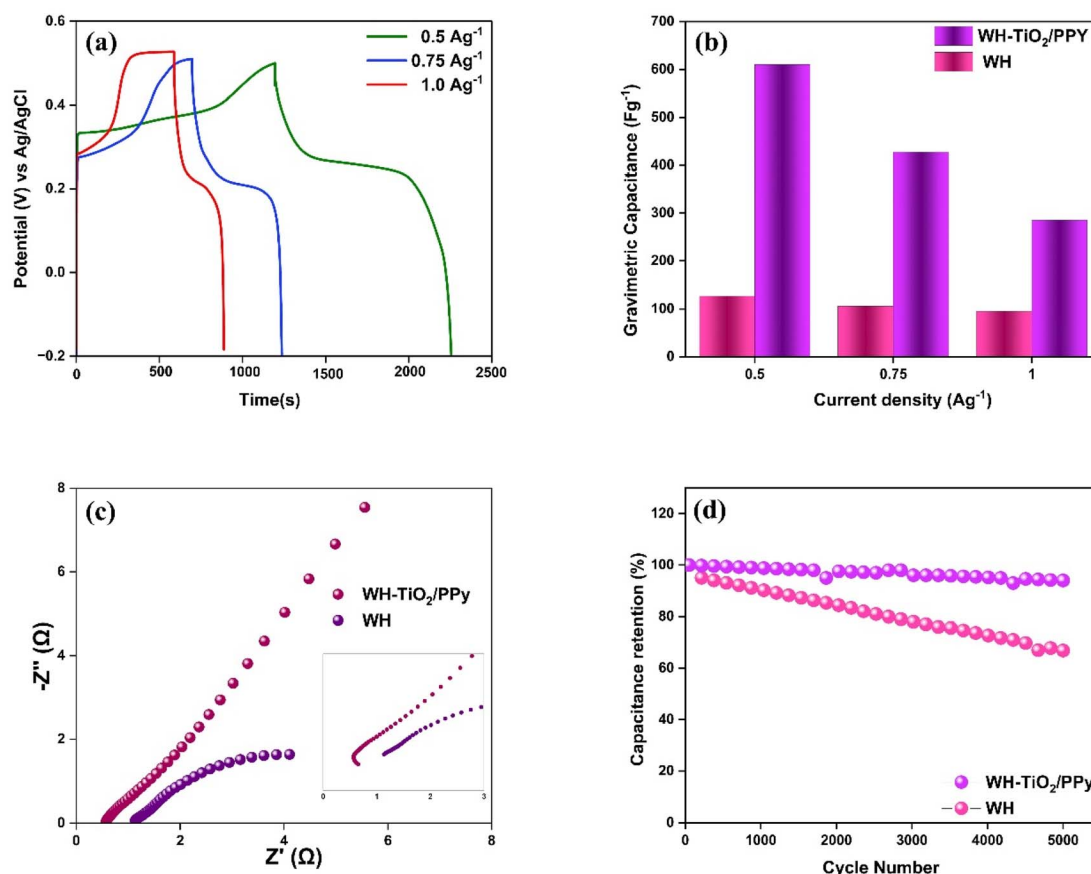 (a)
0.5 Ag⁻¹
0.75 Ag⁻¹
1.0 Ag⁻¹
Potential (V) vs Ag/AgCl
0.4
0.2
0.0
−0.2
0
500
1000
1500
2000
2500
Time(s)
(b)
WH-TiO₂/PPY
WH
Gravimetric Capacitance (Fg⁻¹)
700
600
500
400
300
200
100
0
0.5
0.75
1
Current density (Ag⁻¹)
(c)
WH-TiO₂/PPy
WH
-Z" (Ω)
8
6
4
2
0
0
2
4
6
8
Z' (Ω)
0
1
2
3
(d)
Capacitance retention (%)
120
100
80
60
40
20
0
WH-TiO₂/PPy
WH
0
1000
2000
3000
4000
5000
Cycle Number